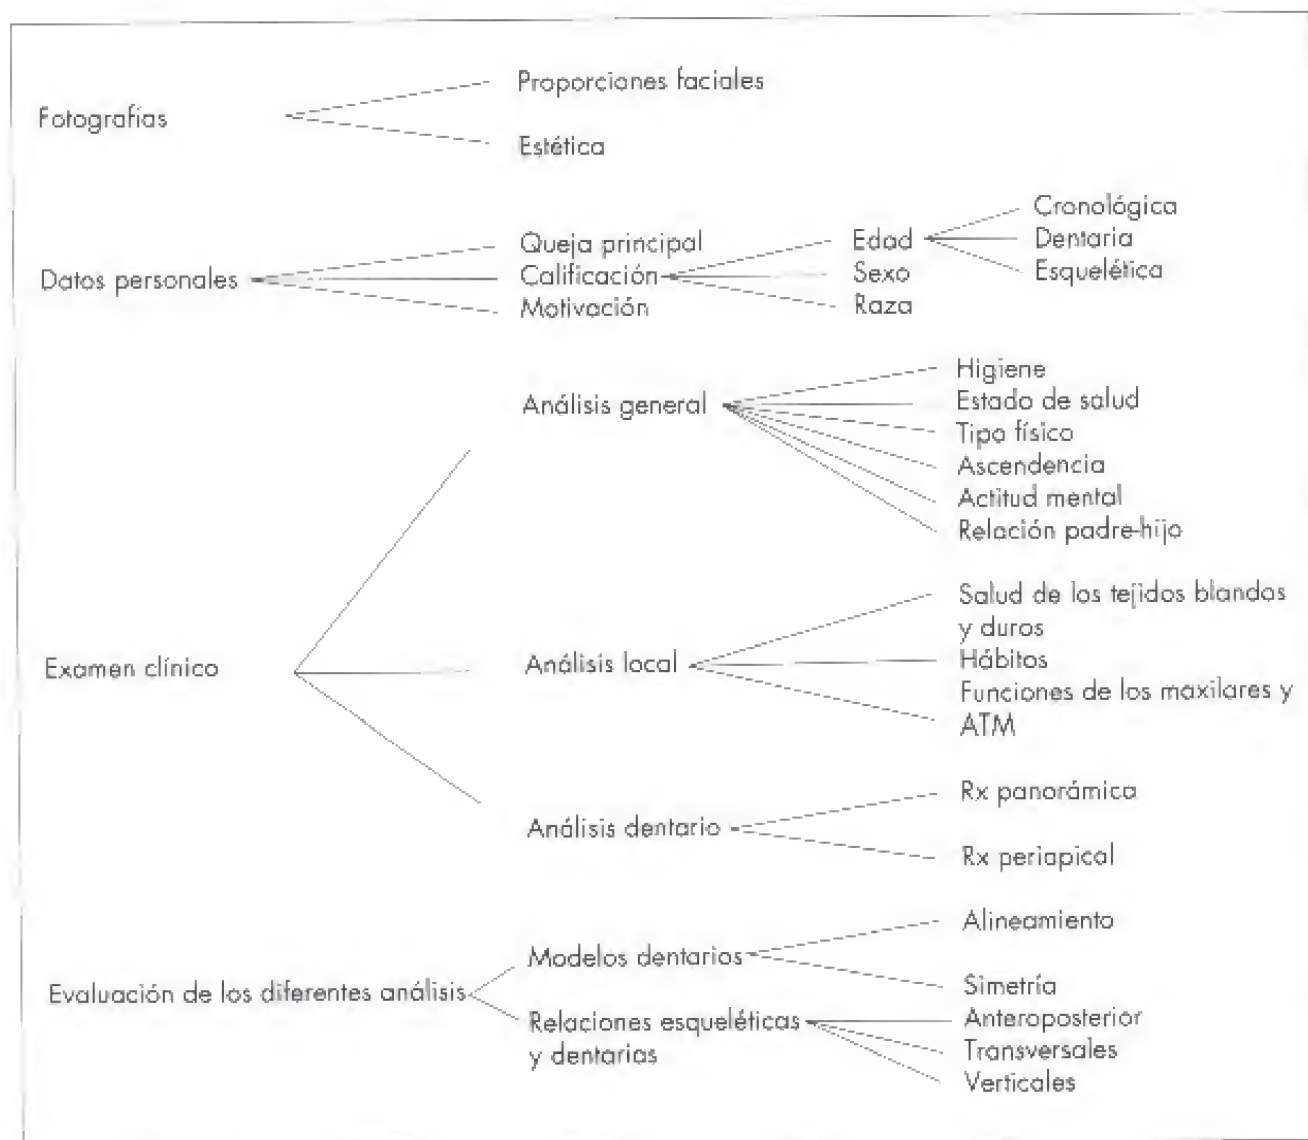 Fotografías
Proporciones faciales
Estética
Datos personales
Queja principal
Calificación
Motivación
Edad
Sexo
Raza
Cronológica
Dentaria
Esquelética
Examen clínico
Análisis general
Higiene
Estado de salud
Tipo físico
Ascendencia
Actitud mental
Relación padre-hijo
Análisis local
Salud de los tejidos blandos
y duros
Hábitos
Funciones de los maxilares y
ATM
Análisis dentario
Rx panorámica
Rx periapical
Evaluación de los diferentes análisis
Modelos dentarios
Alineamiento
Simetría
Relaciones esqueléticas
y dentarias
Anteroposterior
Transversales
Verticales